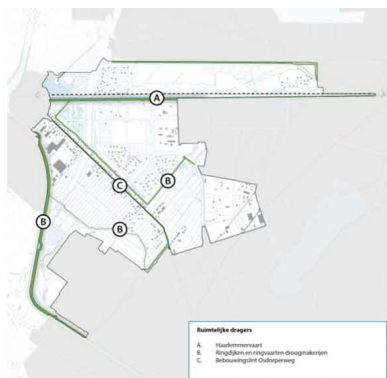 A
C
B
B
B
Ruimtelijke dragers
A. Haarlemmervaart
B. Ringdijken en ringvaarten droogmakerijen
C. Bebouwingslint Osdorperweg